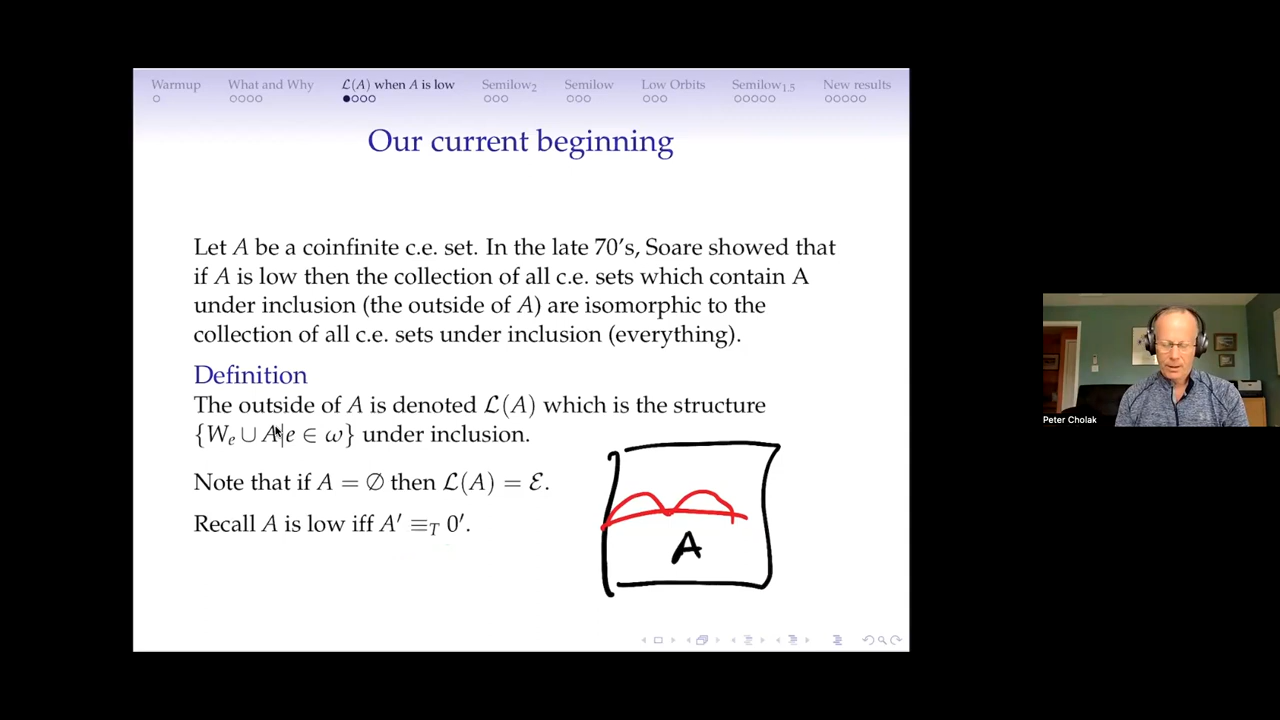 Warmup What and Why ℒ(A) when A is low Semilow₂ Semilow Low Orbits Semilow₁.₅ New results
Our current beginning
Let A be a coinfinite c.e. set. In the late 70's, Soare showed that
if A is low then the collection of all c.e. sets which contain A
under inclusion (the outside of A) are isomorphic to the
collection of all c.e. sets under inclusion (everything).
Definition
The outside of A is denoted ℒ(A) which is the structure
{Wₑ ∪ A|e ∈ ω} under inclusion.
Note that if A = ∅ then ℒ(A) = ℰ.
Recall A is low iff A′ ≡_T 0′.
A
Peter Cholak